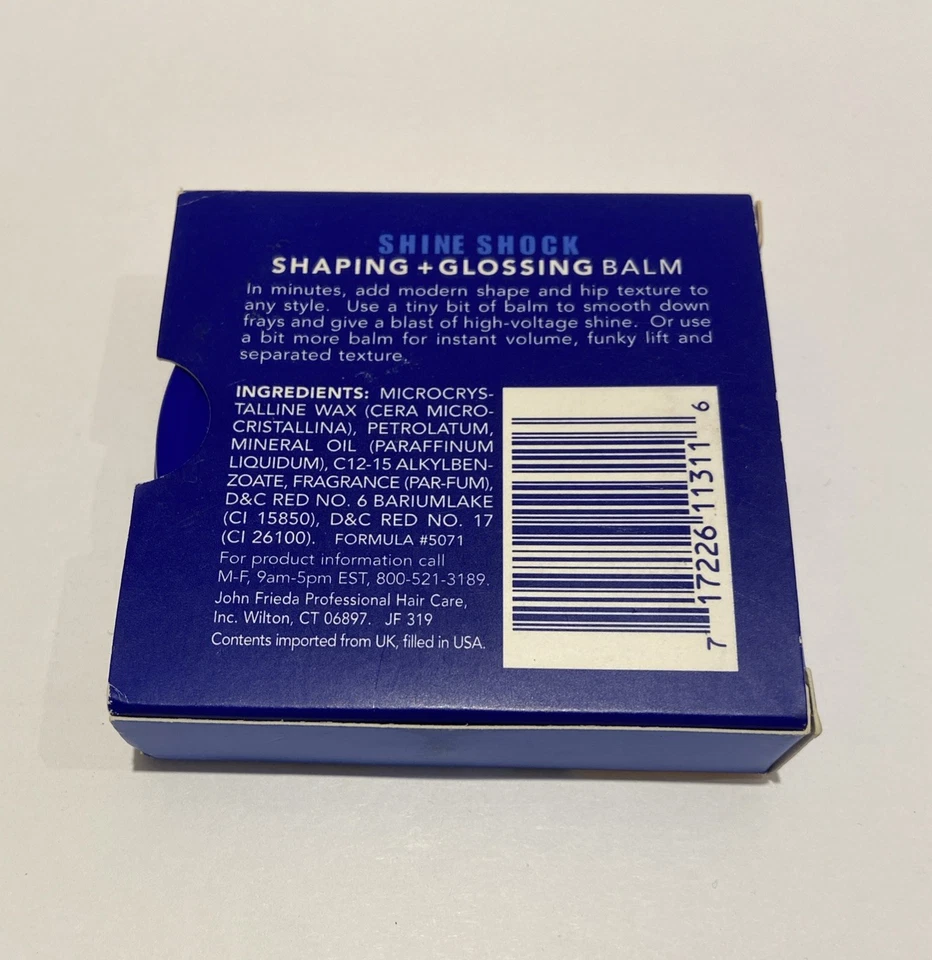 SHINE SHOCK
SHAPING + GLOSSING BALM
In minutes, add modern shape and hip texture to
any style. Use a tiny bit of balm to smooth down
frays and give a blast of high-voltage shine. Or use
a bit more balm for instant volume, funky lift and
separated texture.
INGREDIENTS: MICROCRYS-
TALLINE WAX (CERA MICRO-
CRISTALLINA), PETROLATUM,
MINERAL OIL (PARAFFINUM
LIQUIDUM), C12-15 ALKYLBEN-
ZOATE, FRAGRANCE (PAR-FUM),
D&C RED NO. 6 BARIUMLAKE
(CI 15850), D&C RED NO. 17
(CI 26100). FORMULA #5071
For product information call
M-F, 9am-5pm EST, 800-521-3189.
John Frieda Professional Hair Care,
Inc. Wilton, CT 06897. JF 319
Contents imported from UK, filled in USA.
7 17226 11311 6